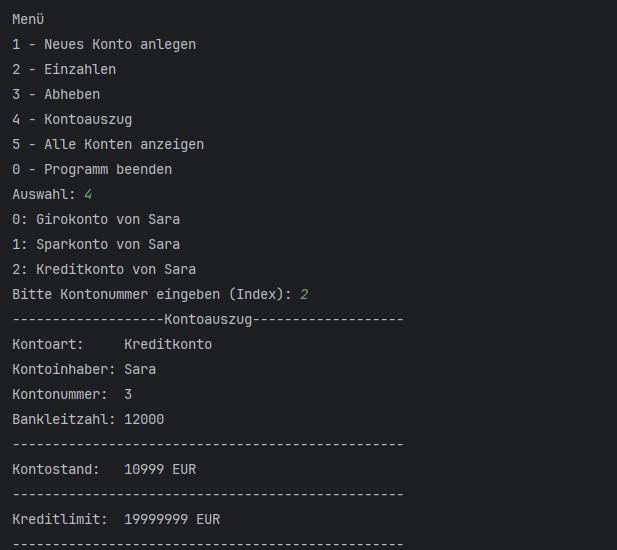 Menü
1 - Neues Konto anlegen
2 - Einzahlen
3 - Abheben
4 - Kontoauszug
5 - Alle Konten anzeigen
0 - Programm beenden
Auswahl: 4
0: Girokonto von Sara
1: Sparkonto von Sara
2: Kreditkonto von Sara
Bitte Kontonummer eingeben (Index): 2
-------------------Kontoauszug-------------------
Kontoart:     Kreditkonto
Kontoinhaber: Sara
Kontonummer:  3
Bankleitzahl: 12000
-------------------------------------------------
Kontostand:   10999 EUR
-------------------------------------------------
Kreditlimit:  19999999 EUR
-------------------------------------------------